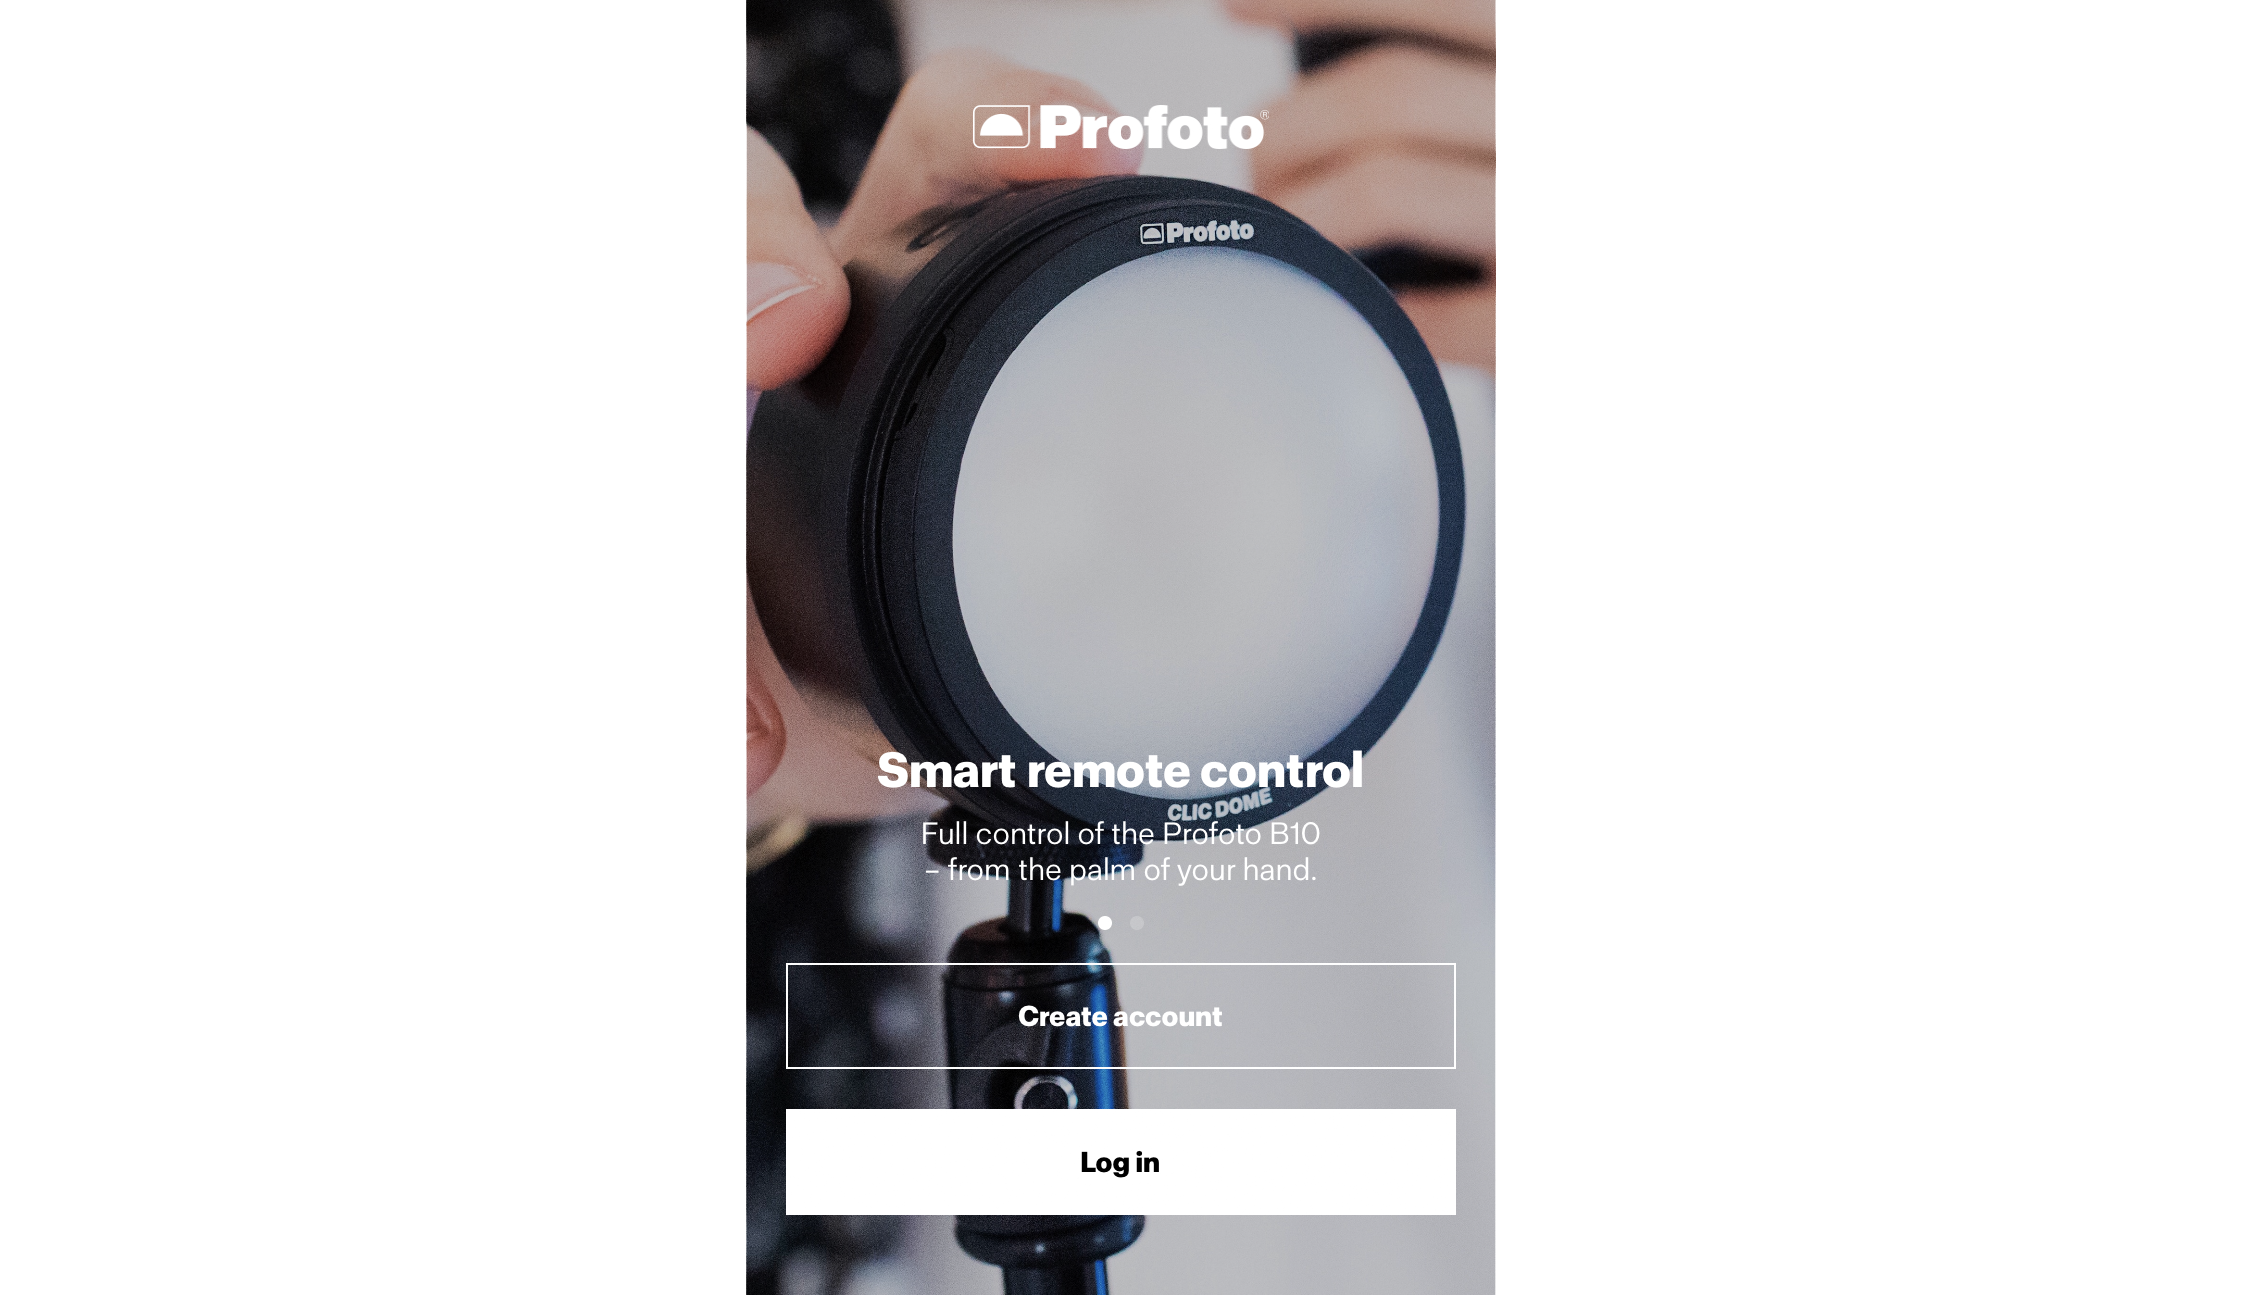 Profoto®
Profoto
Smart remote control
CLIC DOME
Full control of the Profoto B10
– from the palm of your hand.
Create account
Log in